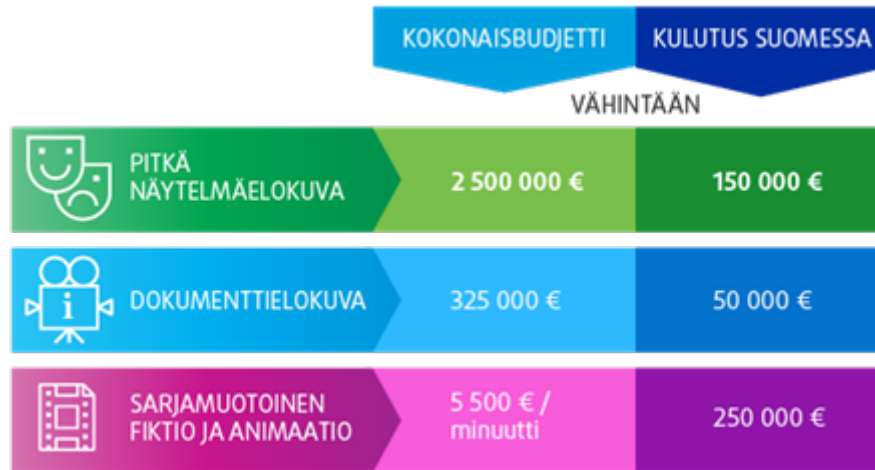 KOKONAISBUDJETTI
KULUTUS SUOMESSA
VÄHINTÄÄN
PITKÄ
NÄYTELMÄELOKUVA
2 500 000 €
150 000 €
i
DOKUMENTTIELOKUVA
325 000 €
50 000 €
SARJAMUOTOINEN
FIKTIO JA ANIMAATIO
5 500 € /
minuutti
250 000 €